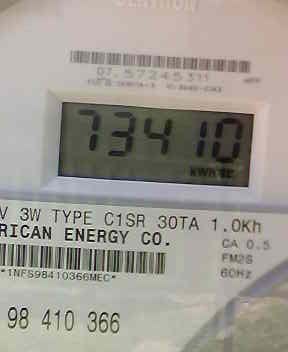 07. 57245311
73410
kWh
V 3W TYPE C1SR 30TA 1.0Kh
RICAN ENERGY CO.
CA 0.5
FM2S
60Hz
*1NFS98410366MEC*
98 410 366